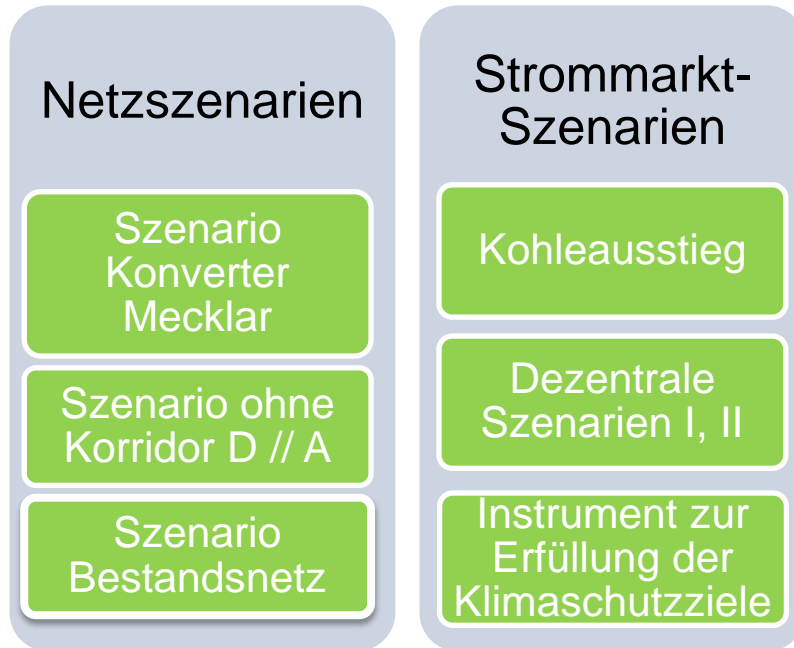 Netzszenarien
Szenario
Konverter
Mecklar
Szenario ohne
Korridor D // A
Szenario
Bestandsnetz
Strommarkt-
Szenarien
Kohleausstieg
Dezentrale
Szenarien I, II
Instrument zur
Erfüllung der
Klimaschutzziele